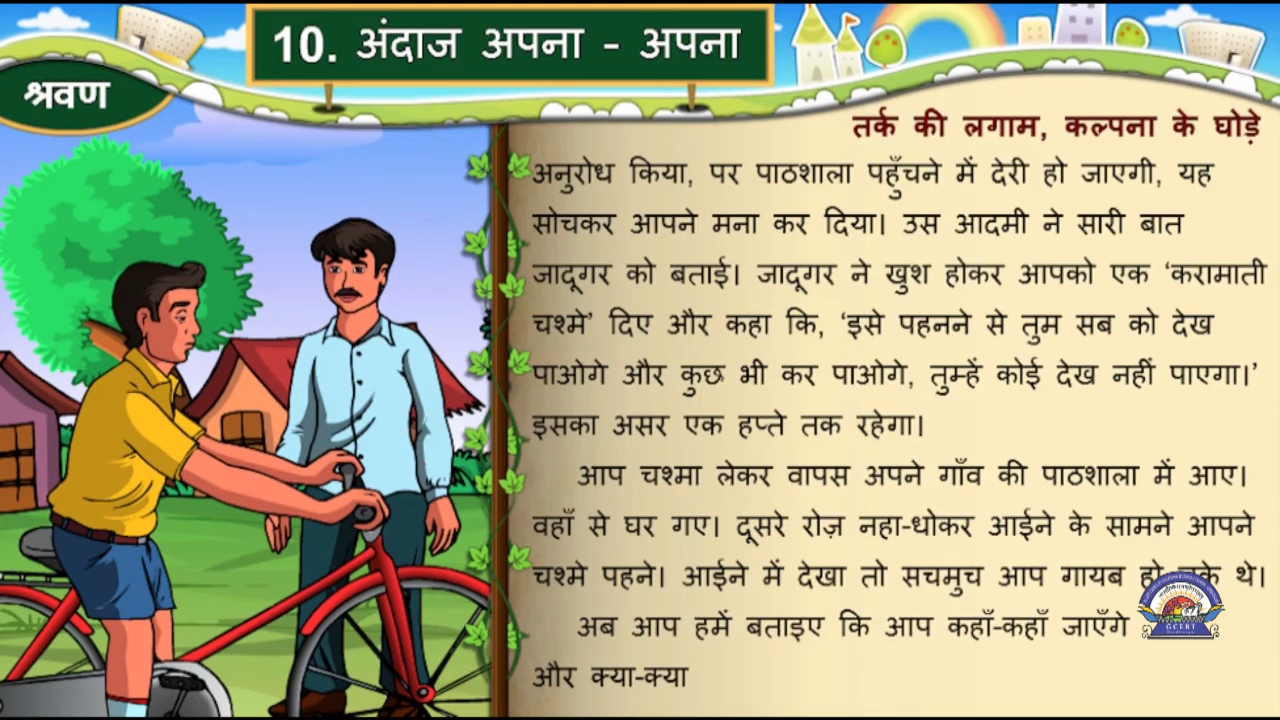 10. अंदाज अपना - अपना
श्रवण
तर्क की लगाम, कल्पना के घोड़े
अनुरोध किया, पर पाठशाला पहुँचने में देरी हो जाएगी, यह
सोचकर आपने मना कर दिया। उस आदमी ने सारी बात
जादूगर को बताई। जादूगर ने खुश होकर आपको एक ‘करामाती
चश्मे’ दिए और कहा कि, ‘इसे पहनने से तुम सब को देख
पाओगे और कुछ भी कर पाओगे, तुम्हें कोई देख नहीं पाएगा।’
इसका असर एक हप्ते तक रहेगा।
आप चश्मा लेकर वापस अपने गाँव की पाठशाला में आए।
वहाँ से घर गए। दूसरे रोज़ नहा-धोकर आईने के सामने आपने
चश्मे पहने। आईने में देखा तो सचमुच आप गायब हो थे।
अब आप हमें बताइए कि आप कहाँ-कहाँ जाएँगे
और क्या-क्या
GCERT